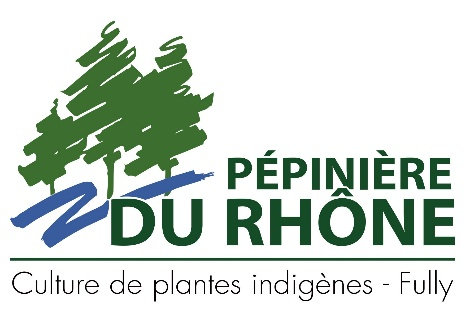 PÉPINIÈRE
DU RHÔNE
Culture de plantes indigènes - Fully